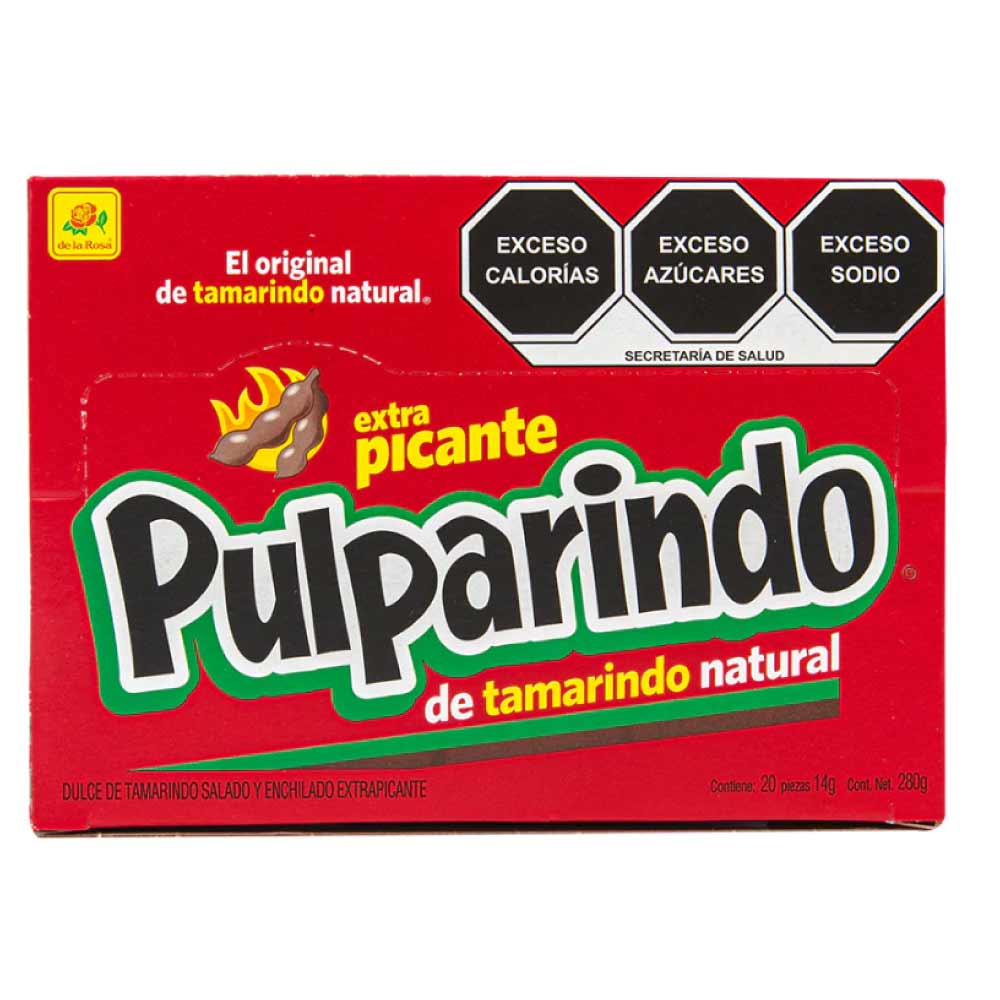 de la Rosa®
El original
de tamarindo natural®
EXCESO
CALORÍAS
EXCESO
AZÚCARES
EXCESO
SODIO
SECRETARÍA DE SALUD
extra
picante
Pulparindo®
de tamarindo natural
DULCE DE TAMARINDO SALADO Y ENCHILADO EXTRAPICANTE
Contiene: 20 piezas 14g Cont. Net. 280g